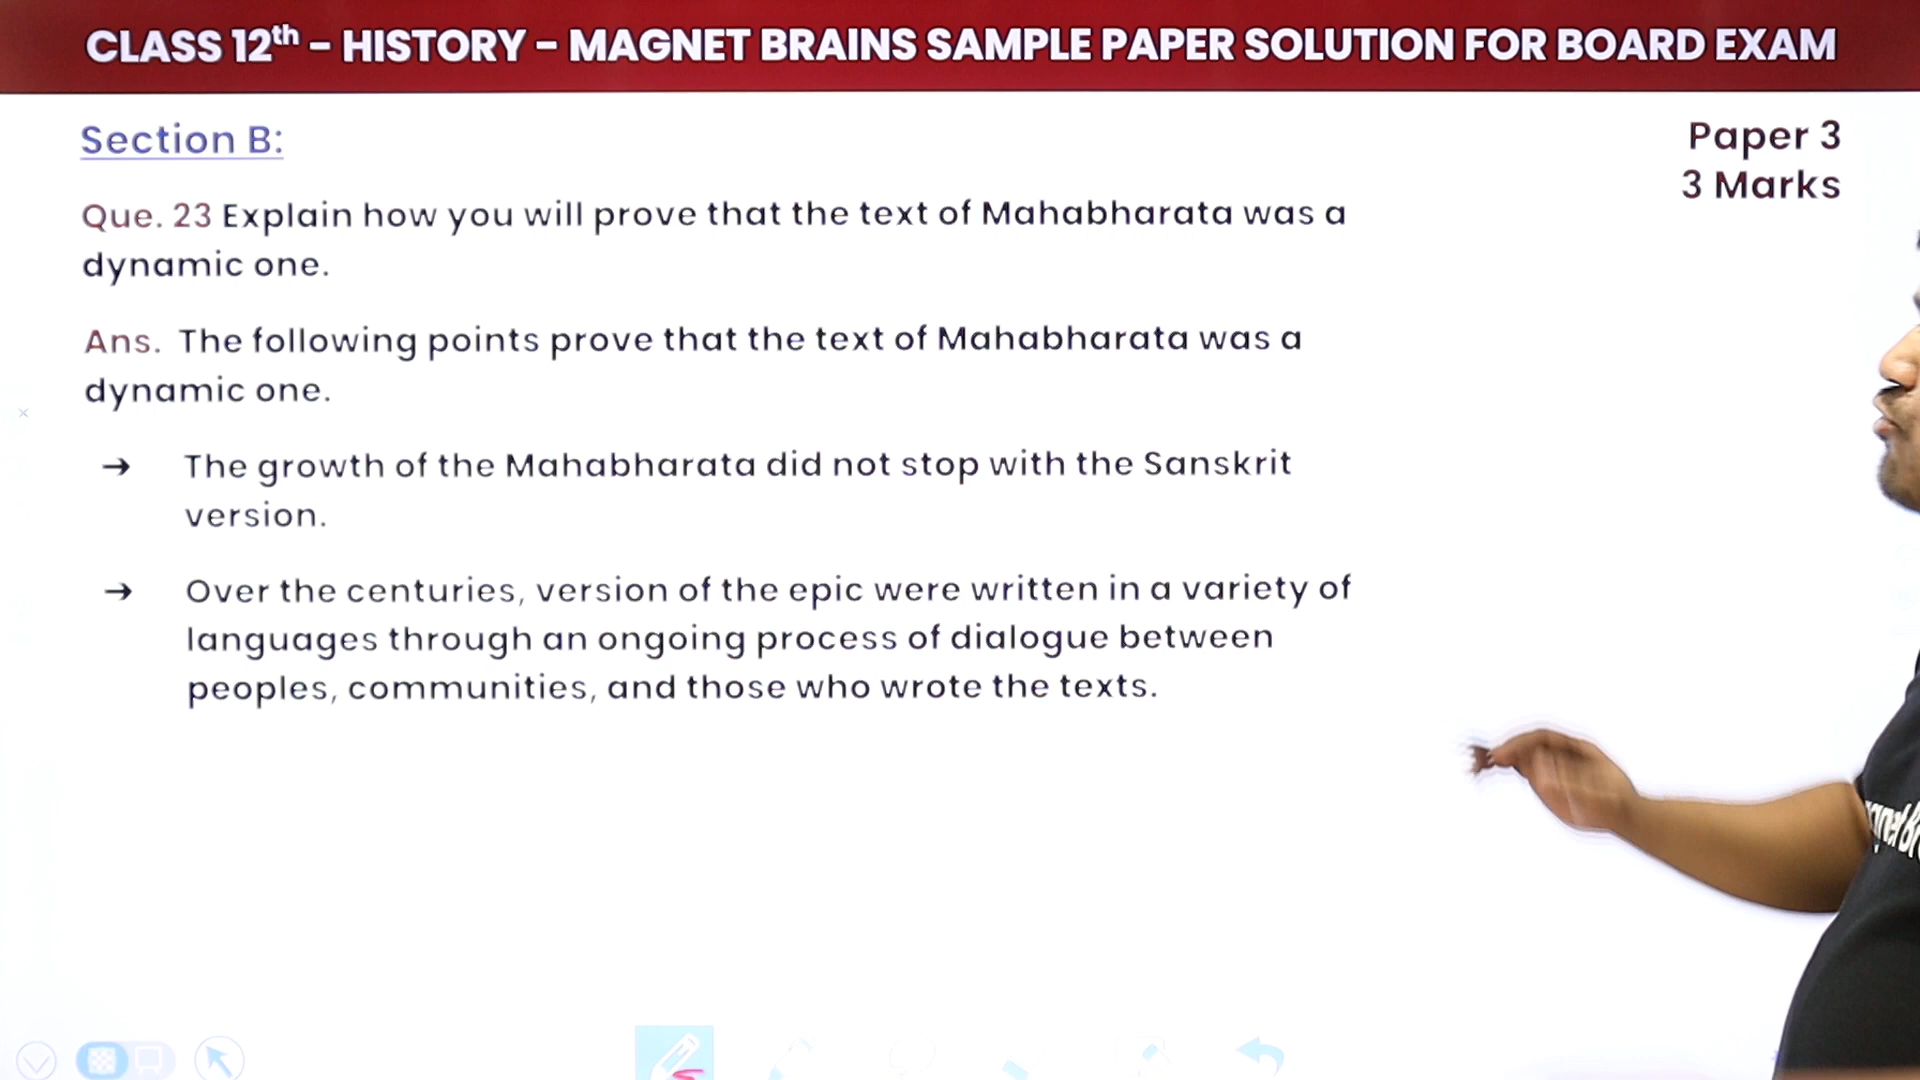 CLASS 12th – HISTORY – MAGNET BRAINS SAMPLE PAPER SOLUTION FOR BOARD EXAM
Section B:
Paper 3
3 Marks
Que. 23 Explain how you will prove that the text of Mahabharata was a
dynamic one.
Ans. The following points prove that the text of Mahabharata was a
dynamic one.
→ The growth of the Mahabharata did not stop with the Sanskrit
version.
→ Over the centuries, version of the epic were written in a variety of
languages through an ongoing process of dialogue between
peoples, communities, and those who wrote the texts.